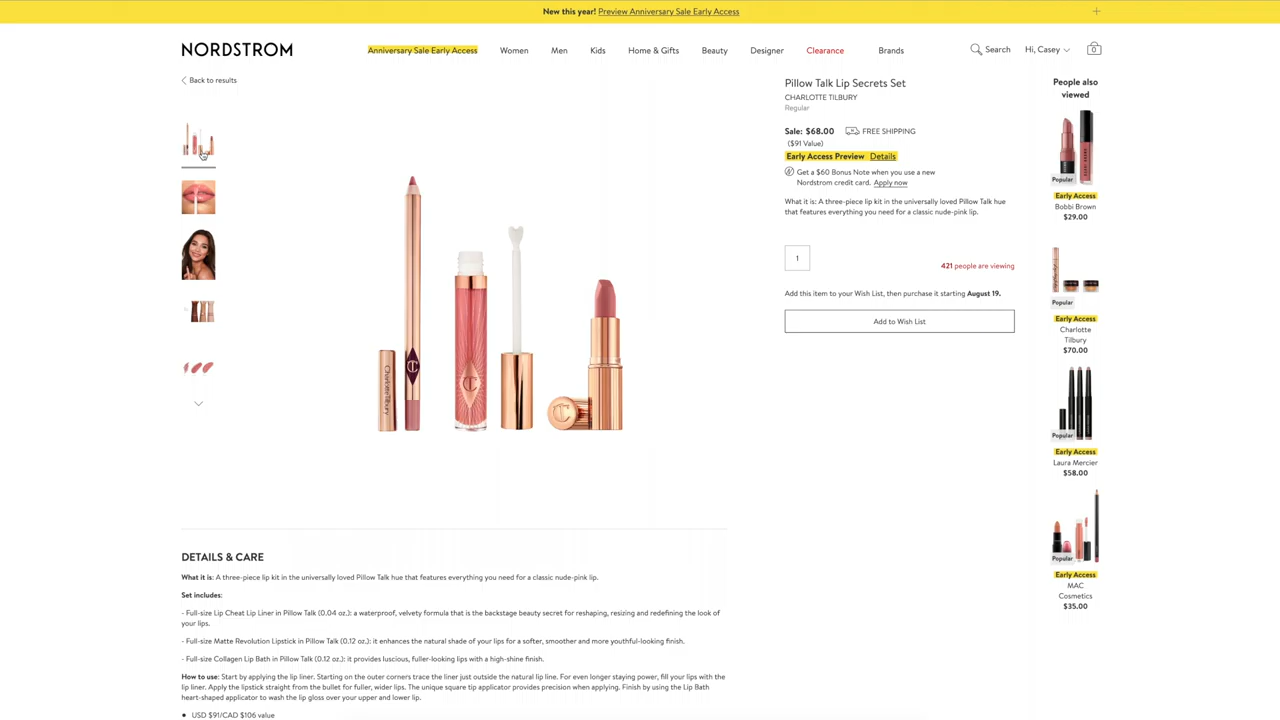 New this year! Preview Anniversary Sale Early Access
NORDSTROM
Anniversary Sale Early Access
Women
Men
Kids
Home & Gifts
Beauty
Designer
Clearance
Brands
Search
Hi, Casey
0
Back to results
Pillow Talk Lip Secrets Set
CHARLOTTE TILBURY
Regular
Sale: $68.00
FREE SHIPPING
($91 Value)
Early Access Preview Details
Get a $60 Bonus Note when you use a new
Nordstrom credit card. Apply now
What it is: A three-piece lip kit in the universally loved Pillow Talk hue
that features everything you need for a classic nude-pink lip.
1
421 people are viewing
Add this item to your Wish List, then purchase it starting August 19.
Add to Wish List
People also
viewed
Popular
Early Access
Bobbi Brown
$29.00
Popular
Early Access
Charlotte
Tilbury
$70.00
Popular
Early Access
Laura Mercier
$58.00
Popular
Early Access
MAC
Cosmetics
$35.00
Charlotte Tilbury
DETAILS & CARE
What it is: A three-piece lip kit in the universally loved Pillow Talk hue that features everything you need for a classic nude-pink lip.
Set includes:
- Full-size Lip Cheat Lip Liner in Pillow Talk (0.04 oz.): a waterproof, velvety formula that is the backstage beauty secret for reshaping, resizing and redefining the look of
your lips.
- Full-size Matte Revolution Lipstick in Pillow Talk (0.12 oz.): it enhances the natural shade of your lips for a softer, smoother and more youthful-looking finish.
- Full-size Collagen Lip Bath in Pillow Talk (0.12 oz.): it provides luscious, fuller-looking lips with a high-shine finish.
How to use: Start by applying the lip liner. Starting on the outer corners trace the liner just outside the natural lip line. For even longer staying power, fill your lips with the
lip liner. Apply the lipstick straight from the bullet for fuller, wider lips. The unique square tip applicator provides precision when applying. Finish by using the Lip Bath
heart-shaped applicator to wash the lip gloss over your upper and lower lip.
• USD $91/CAD $106 value